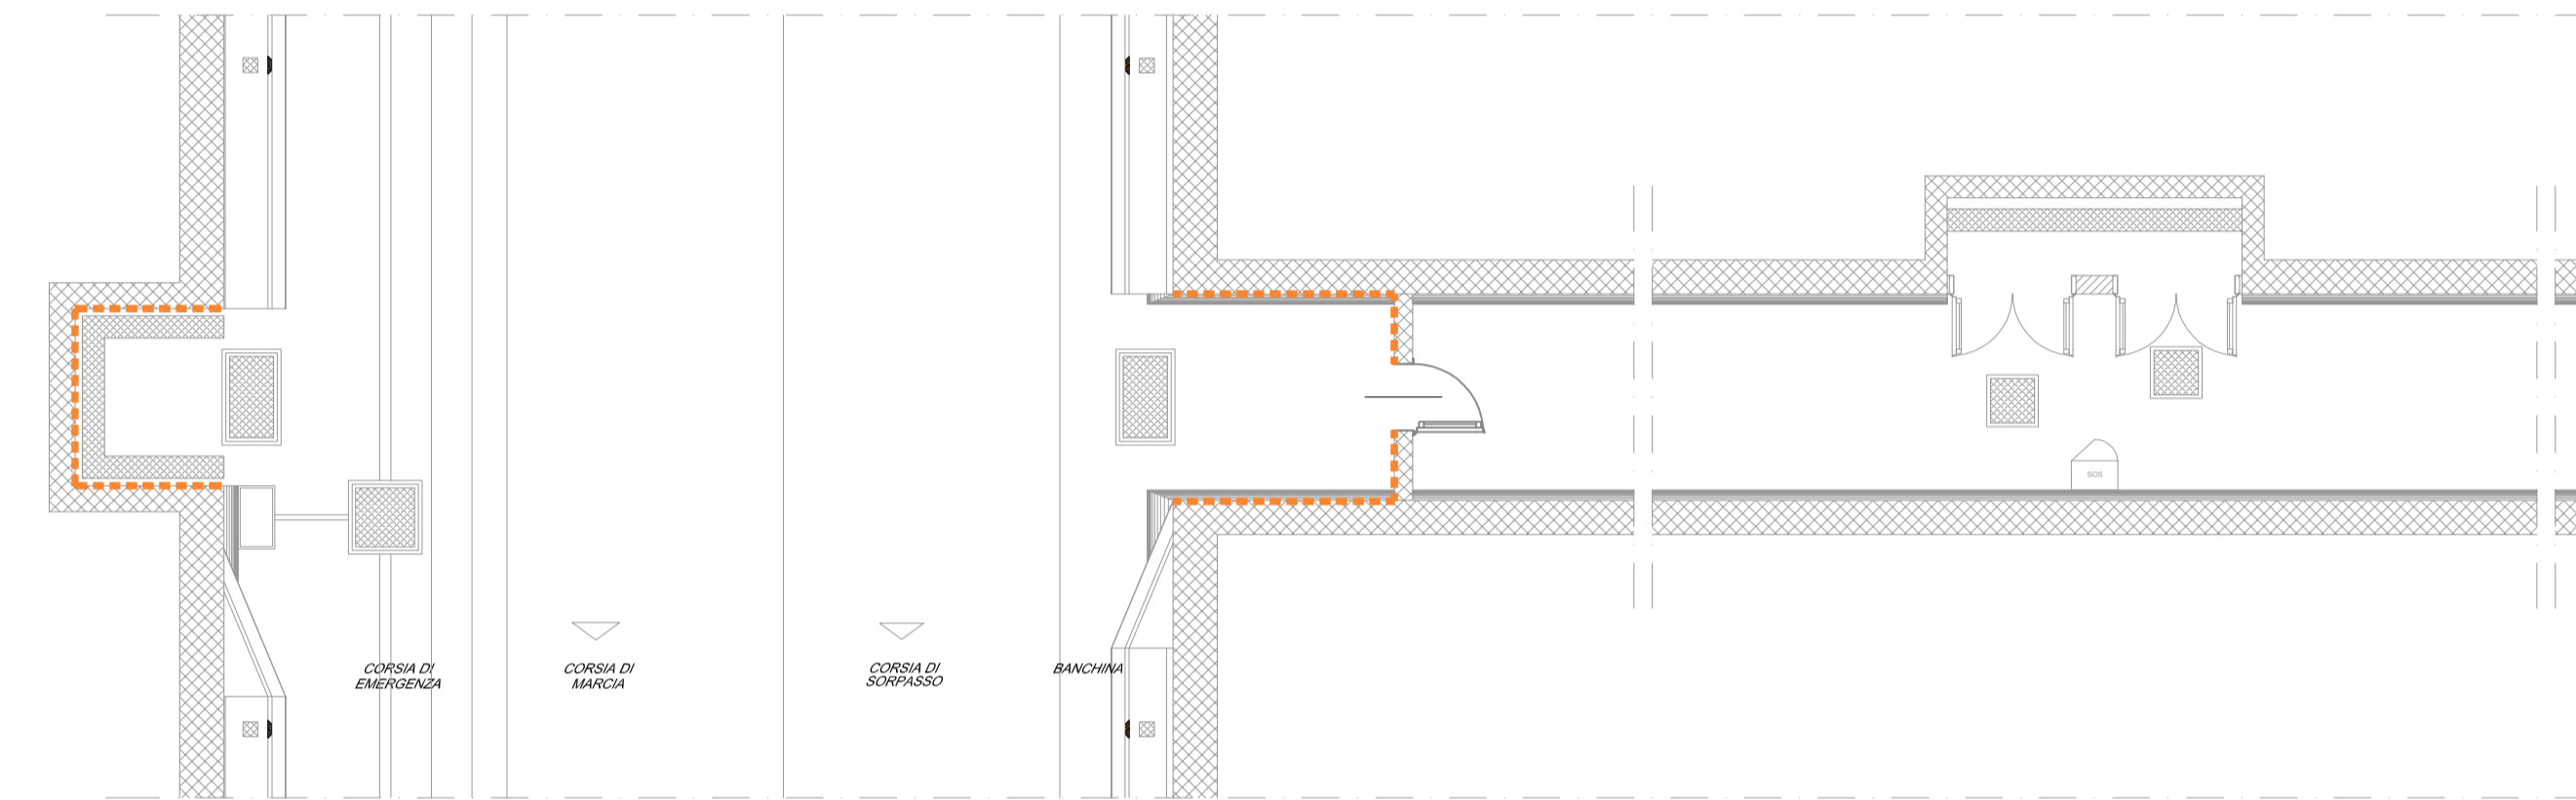 SOS
CORSIA DI
EMERGENZA
CORSIA DI
MARCIA
CORSIA DI
SORPASSO
BANCHINA